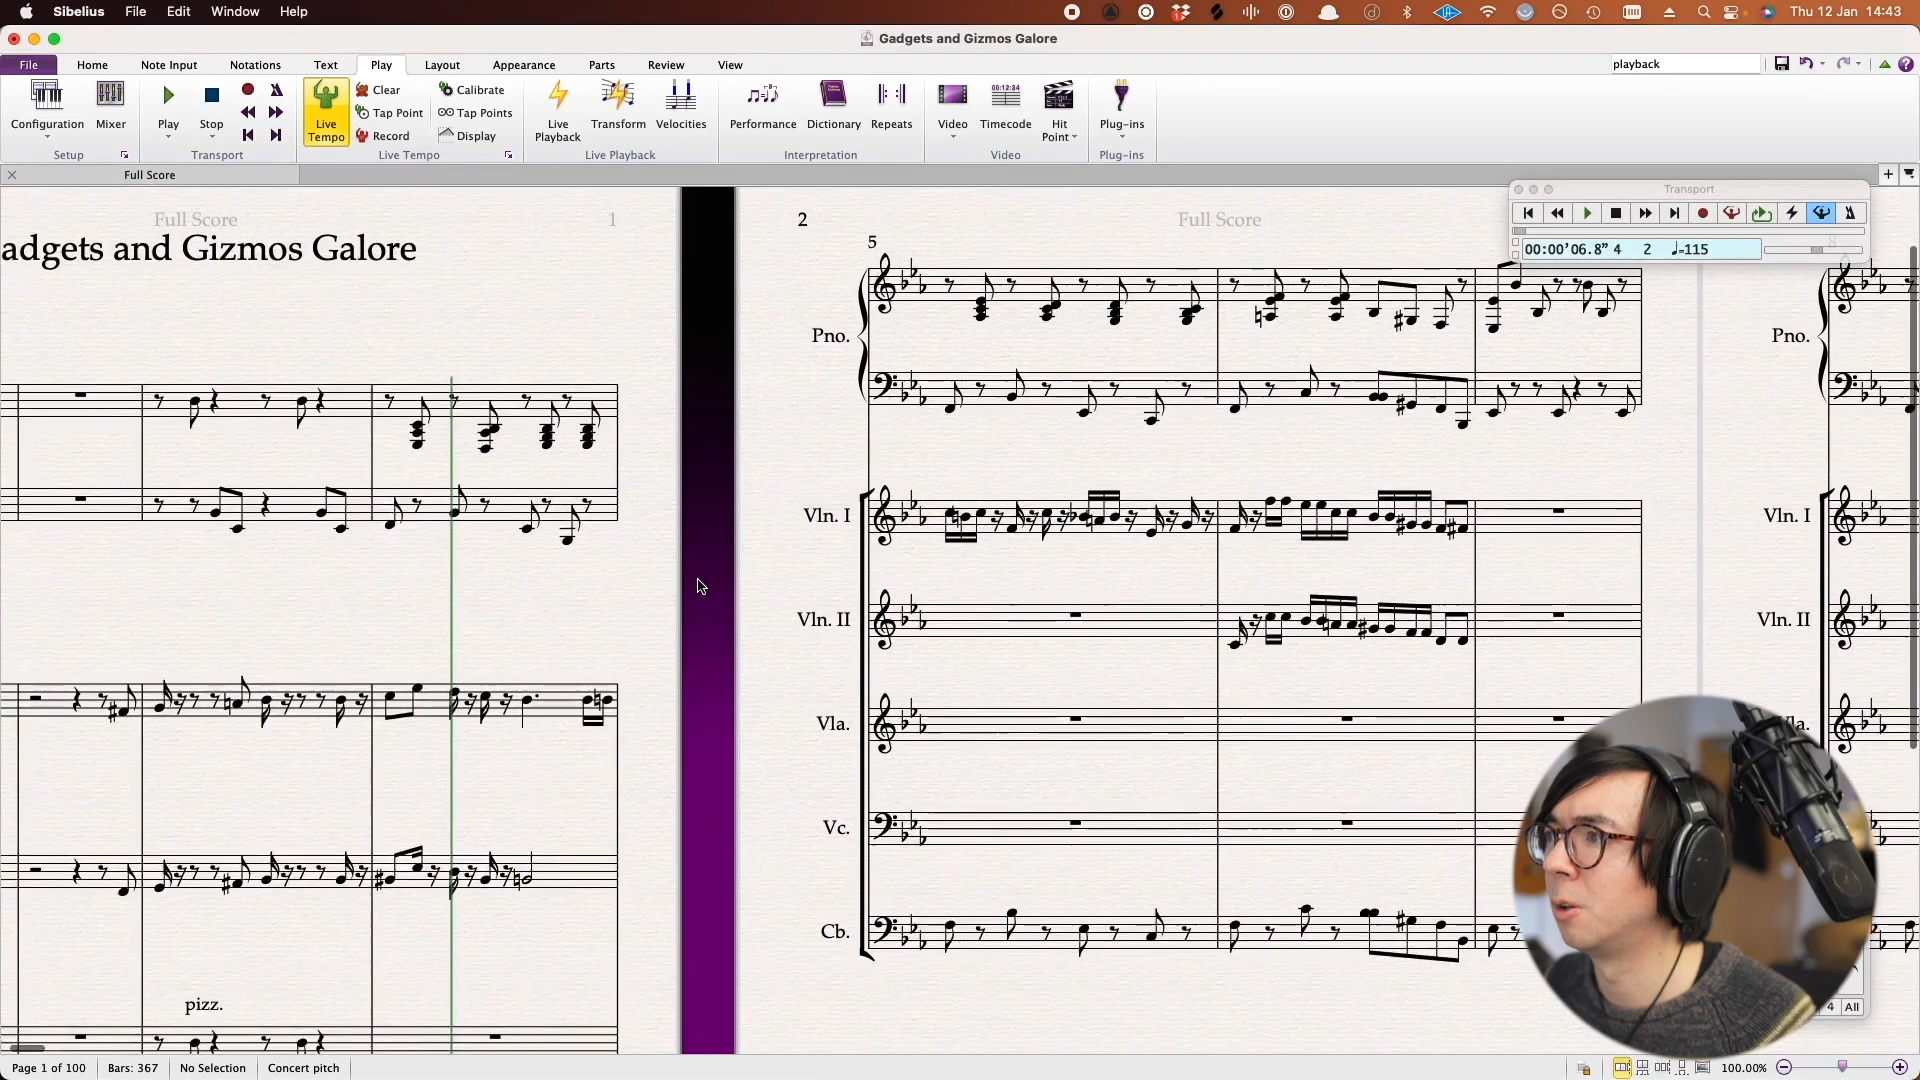 Sibelius File Edit Window Help
Thu 12 Jan 14:43
Gadgets and Gizmos Galore
File Home Note Input Notations Text Play Layout Appearance Parts Review View
playback
Configuration Mixer
Setup
Play Stop
Transport
Live Tempo
Clear
Tap Point
Record
Calibrate
Tap Points
Display
Live Tempo
Live Playback
Transform Velocities
Live Playback
Performance Dictionary Repeats
Interpretation
Video Timecode Hit Point
00:12:34
Video
Plug-ins
Plug-ins
Full Score
Full Score
1
adgets and Gizmos Galore
pizz.
2
Full Score
5
Pno.
Vln. I
Vln. II
Vla.
Vc.
Cb.
Transport
00:00'06.8" 4 2 ♩=115
Pno.
Vln. I
Vln. II
4 All
Page 1 of 100 Bars: 367 No Selection Concert pitch
100.00%